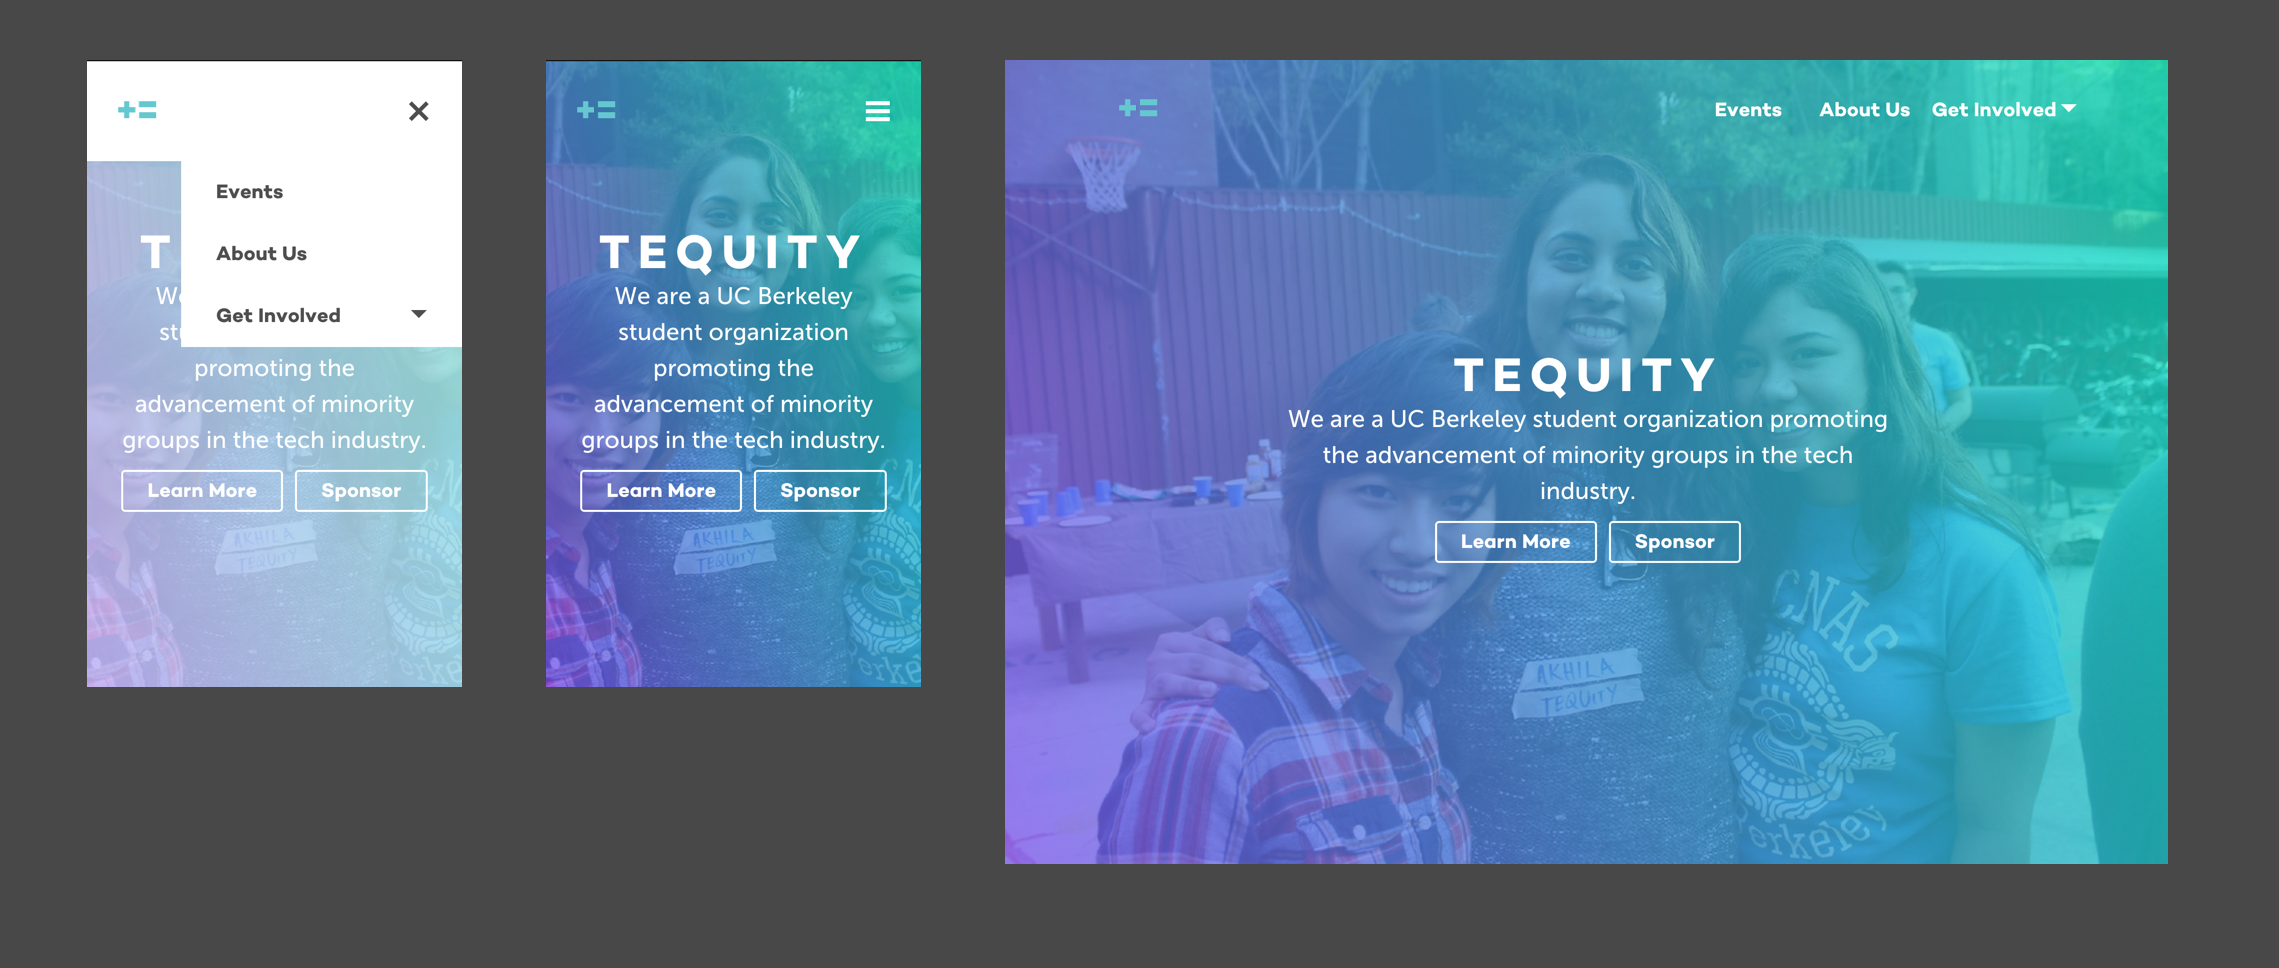 +=
Events
About Us
Get Involved
T
We
promoting the
advancement of minority
groups in the tech industry.
Learn More Sponsor
AKHILA
TEQUITY
+=
TEQUITY
We are a UC Berkeley
student organization
promoting the
advancement of minority
groups in the tech industry.
Learn More Sponsor
AKHILA
TEQUITY
+=
Events About Us Get Involved
TEQUITY
We are a UC Berkeley student organization promoting
the advancement of minority groups in the tech
industry.
Learn More Sponsor
AKHILA
TEQUITY